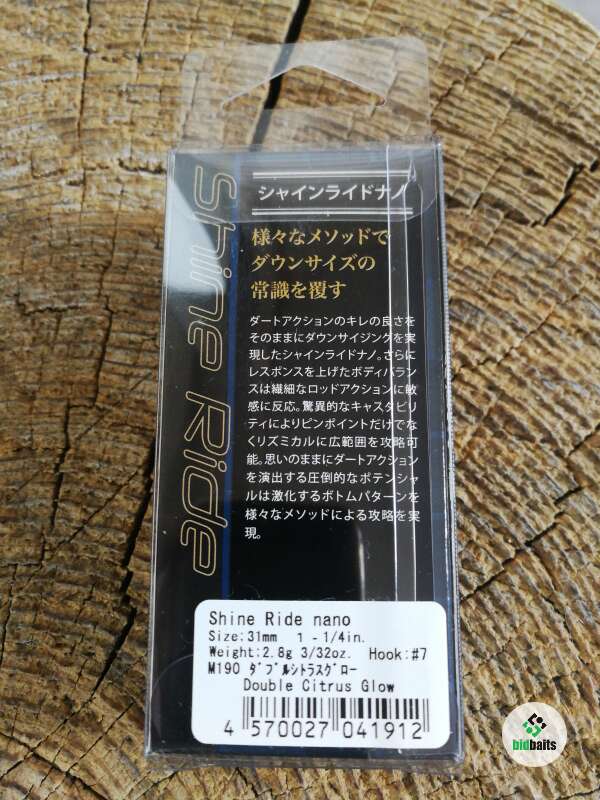 Shine Ride
シャインライドナノ
様々なメソッドで
ダウンサイズの
常識を覆す
ダートアクションのキレの良さを
そのままにダウンサイジングを実
現したシャインライドナノ。さらに
レスポンスを上げたボディバラン
スは繊細なロッドアクションに敏
感に反応。驚異的なキャスタビリ
ティによりピンポイントだけでな
くリズミカルに広範囲を攻略可
能。思いのままにダートアクション
を演出する圧倒的なポテンシャ
ルは激化するボトムパターンを
様々なメソッドによる攻略を実
現。
Shine Ride nano
Size:31mm 1 - 1/4in.
Weight:2.8g 3/32oz. Hook:#7
M190 ﾀﾞﾌﾞﾙｼﾄﾗｽｸﾞﾛｰ
Double Citrus Glow
4 570027 041912
bidbaits